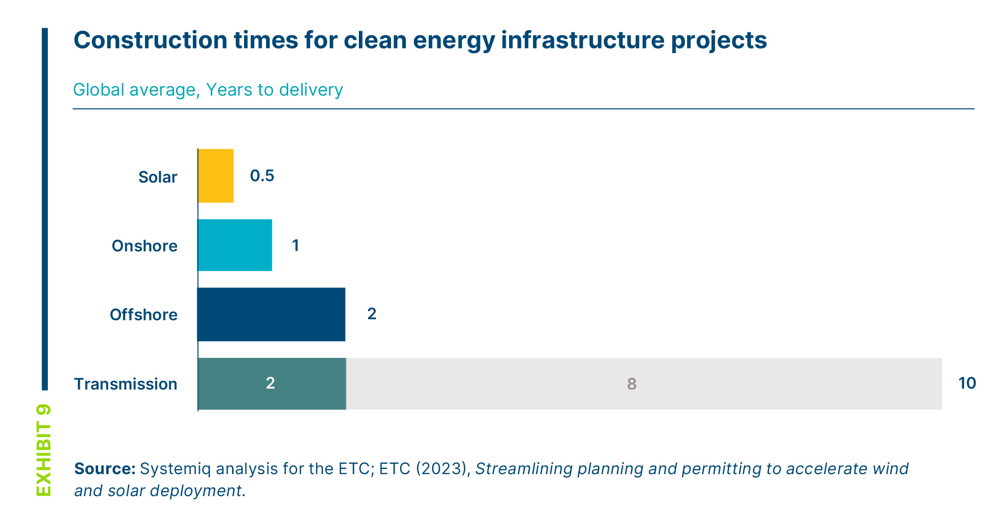 Construction times for clean energy infrastructure projects
Global average, Years to delivery
Solar 0.5
Onshore 1
Offshore 2
Transmission 2 8 10
EXHIBIT 9
Source: Systemiq analysis for the ETC; ETC (2023), Streamlining planning and permitting to accelerate wind
and solar deployment.